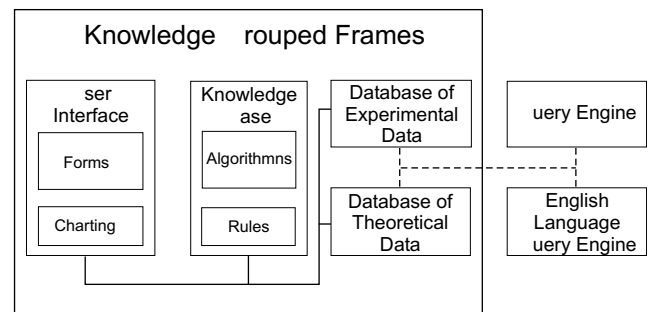 Knowledge rouped Frames
ser
Interface
Forms
Charting
Knowledge
ase
Algorithmns
Rules
Database of
Experimental
Data
Database of
Theoretical
Data
uery Engine
English
Language
uery Engine